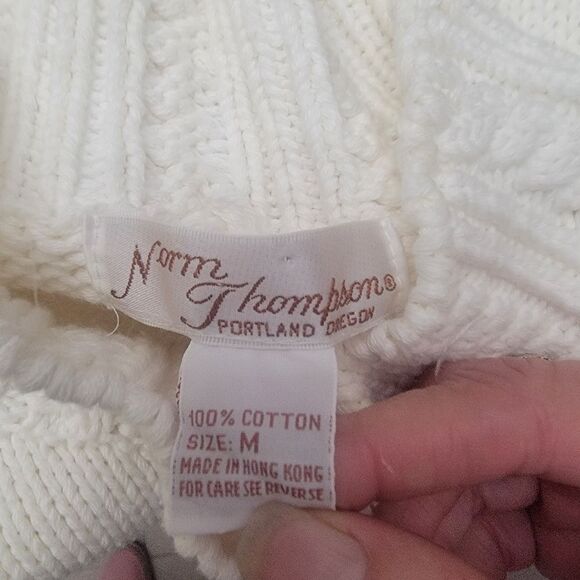 Norm
Thompson®
PORTLAND OREGON
100% COTTON
SIZE: M
MADE IN HONG KONG
FOR CARE SEE REVERSE